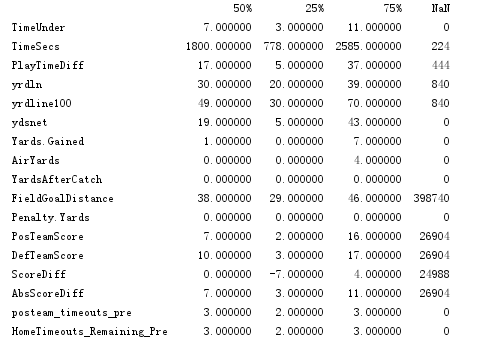 50% 25% 75% NaN
TimeUnder 7.000000 3.000000 11.000000 0
TimeSecs 1800.000000 778.000000 2585.000000 224
PlayTimeDiff 17.000000 5.000000 37.000000 444
yrdln 30.000000 20.000000 39.000000 840
yrdline100 49.000000 30.000000 70.000000 840
ydsnet 19.000000 5.000000 43.000000 0
Yards.Gained 1.000000 0.000000 7.000000 0
AirYards 0.000000 0.000000 4.000000 0
YardsAfterCatch 0.000000 0.000000 0.000000 0
FieldGoalDistance 38.000000 29.000000 46.000000 398740
Penalty.Yards 0.000000 0.000000 0.000000 0
PosTeamScore 7.000000 2.000000 16.000000 26904
DefTeamScore 10.000000 3.000000 17.000000 26904
ScoreDiff 0.000000 -7.000000 4.000000 24988
AbsScoreDiff 7.000000 3.000000 11.000000 26904
posteam_timeouts_pre 3.000000 2.000000 3.000000 0
HomeTimeouts_Remaining_Pre 3.000000 2.000000 3.000000 0